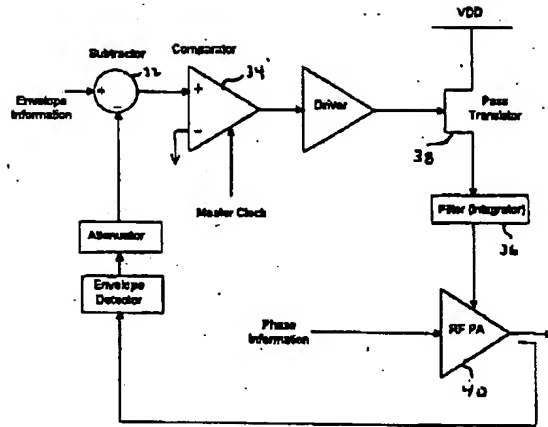 VDD
Subtractor
Comparator
32
34
+
-
Envelope
Information
+
-
Driver
Pass
Transistor
38
Master Clock
Filter (Integrator)
36
Attenuator
Envelope
Detector
Phase
Information
RF PA
40